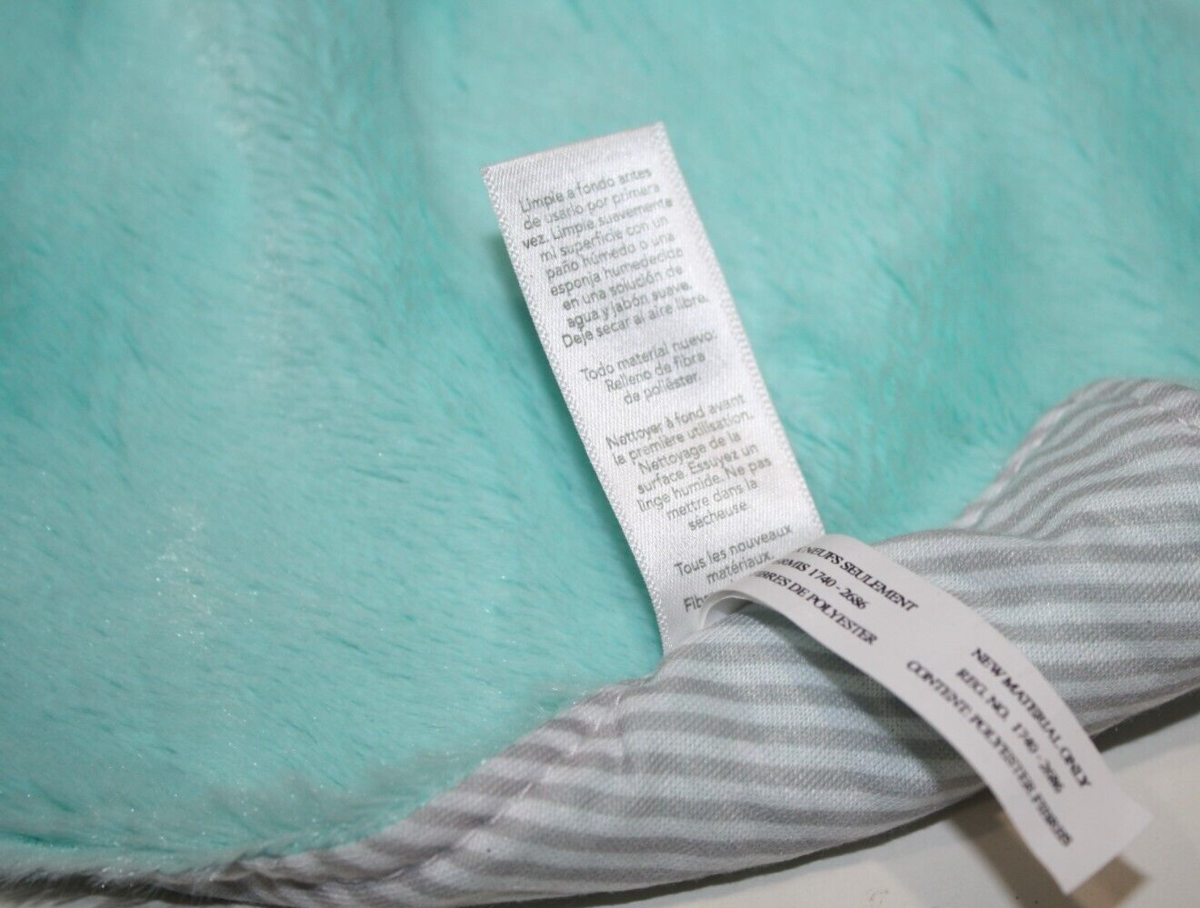 Limpie a fondo antes
de usarlo por primera
vez. Limpie suavemente
mi superficie con un
paño húmedo o una
esponja humedecida
en una solución de
agua y jabón suave.
Deje secar al aire libre.
Todo material nuevo:
Relleno de fibra
de poliéster.
Nettoyer à fond avant
la première utilisation.
Nettoyage de la
surface. Essuyez un
linge humide. Ne pas
mettre dans la
sécheuse.
Tous les nouveaux
matériaux.
NEUFS SEULEMENT
1740-2686
DE POLYESTER
NEW MATERIAL ONLY
REG. NO. 1740-2686
CONTENT: POLYESTER FIBERS